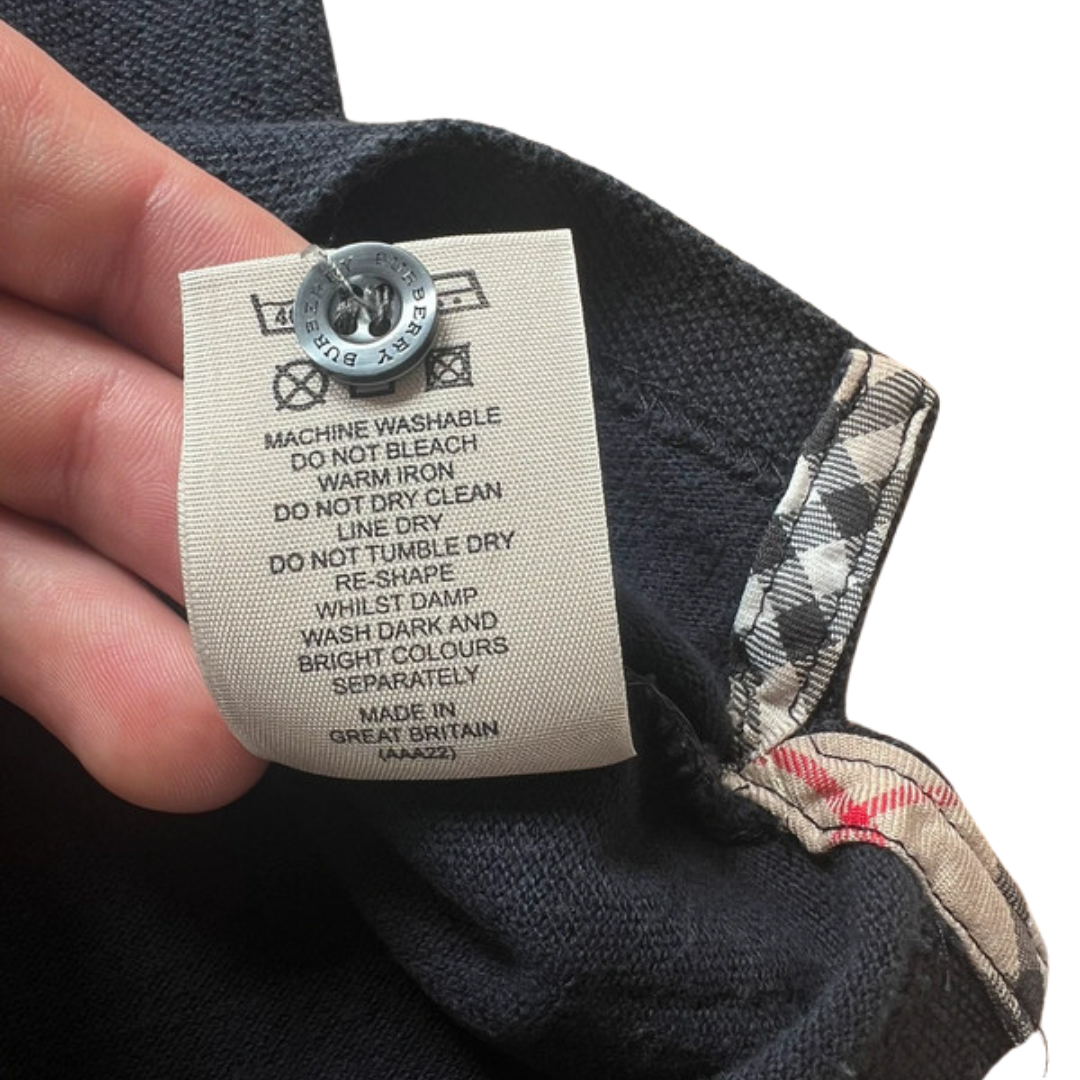 BURBERRY BURBERRY
MACHINE WASHABLE
DO NOT BLEACH
WARM IRON
DO NOT DRY CLEAN
LINE DRY
DO NOT TUMBLE DRY
RE-SHAPE
WHILST DAMP
WASH DARK AND
BRIGHT COLOURS
SEPARATELY
MADE IN
GREAT BRITAIN
(AAA22)